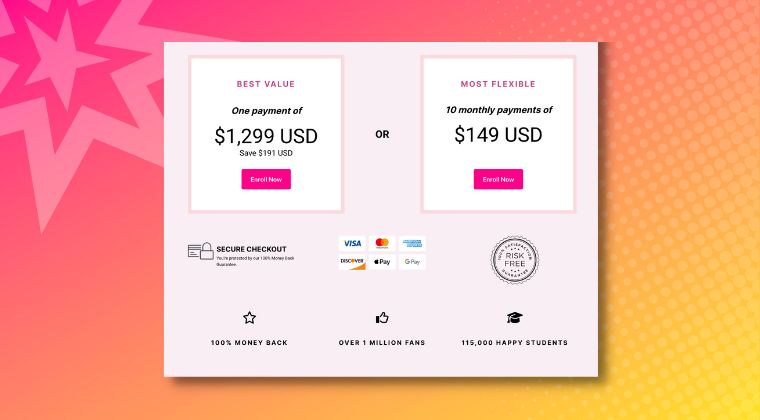 BEST VALUE
One payment of
$1,299 USD
Save $191 USD
Enroll Now
OR
MOST FLEXIBLE
10 monthly payments of
$149 USD
Enroll Now
SECURE CHECKOUT
You're protected by our 100% Money Back
Guarantee.
VISA
mastercard
AMERICAN
EXPRESS
DISCOVER
Pay
G Pay
100% SATISFACTION
RISK
FREE
GUARANTEE
100% MONEY BACK
OVER 1 MILLION FANS
115,000 HAPPY STUDENTS